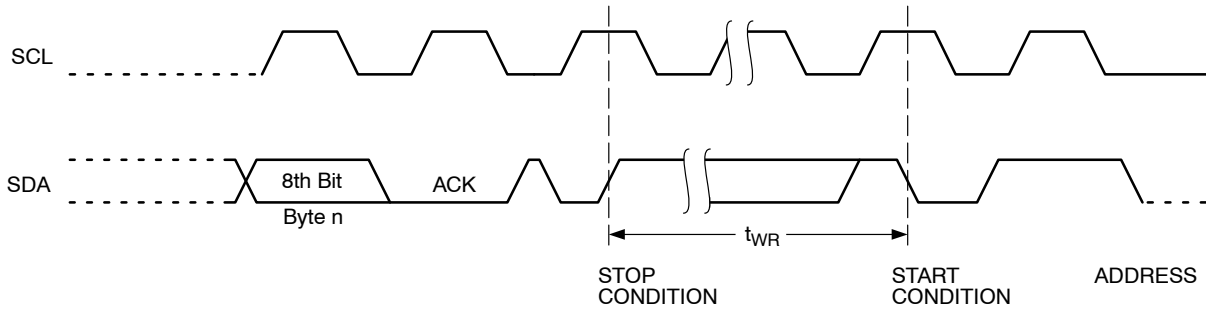 SCL
SDA
8th Bit
ACK
Byte n
tWR
STOP
CONDITION
START
CONDITION
ADDRESS